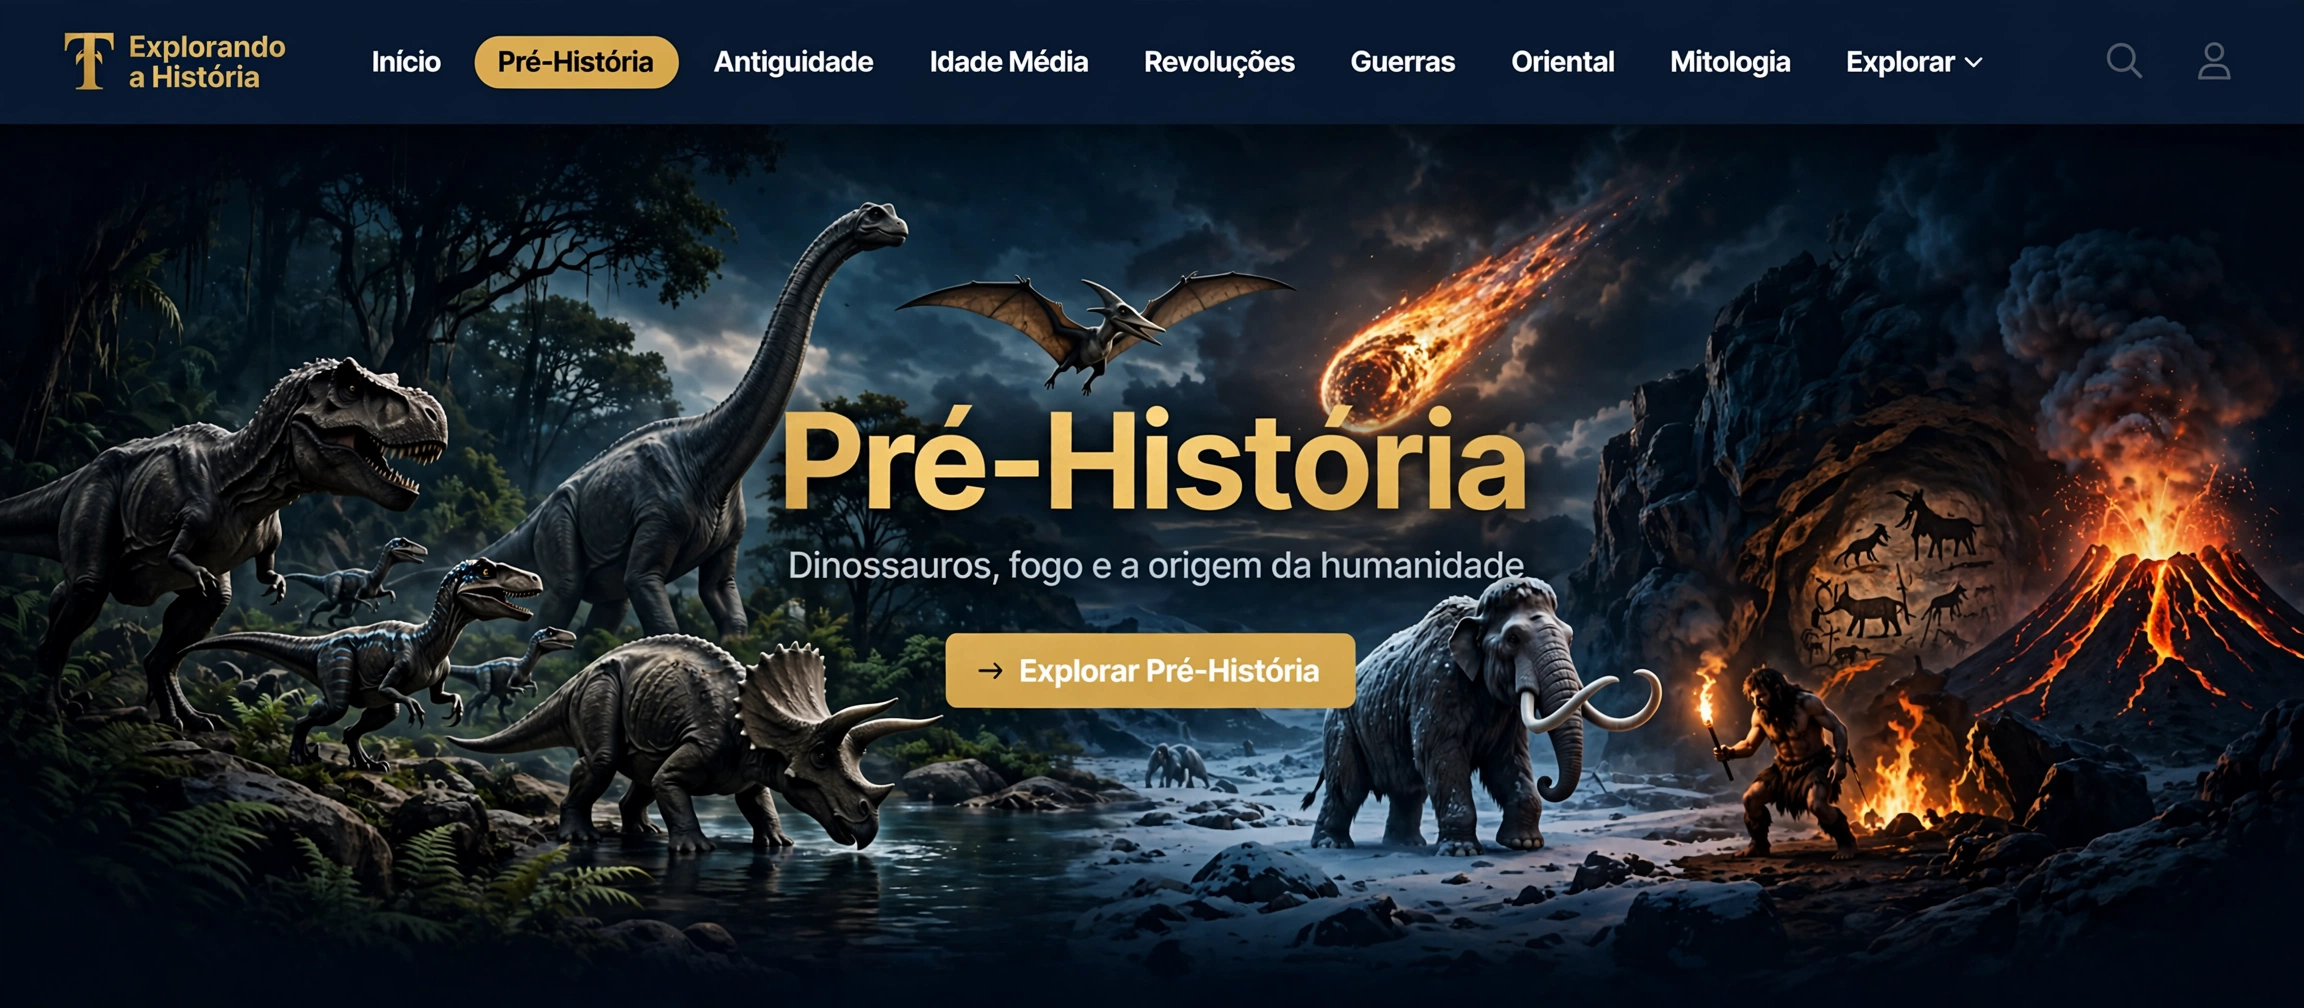 Explorando
a História
Início
Pré-História
Antiguidade
Idade Média
Revoluções
Guerras
Oriental
Mitologia
Explorar
Pré-História
Dinossauros, fogo e a origem da humanidade
→ Explorar Pré-História